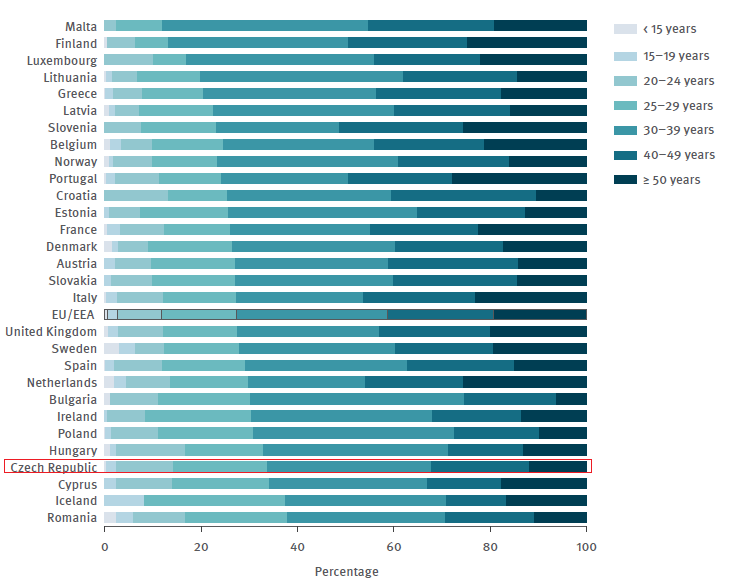 Malta
Finland
Luxembourg
Lithuania
Greece
Latvia
Slovenia
Belgium
Norway
Portugal
Croatia
Estonia
France
Denmark
Austria
Slovakia
Italy
EU/EEA
United Kingdom
Sweden
Spain
Netherlands
Bulgaria
Ireland
Poland
Hungary
Czech Republic
Cyprus
Iceland
Romania
0 20 40 60 80 100
Percentage
< 15 years
15–19 years
20–24 years
25–29 years
30–39 years
40–49 years
≥ 50 years